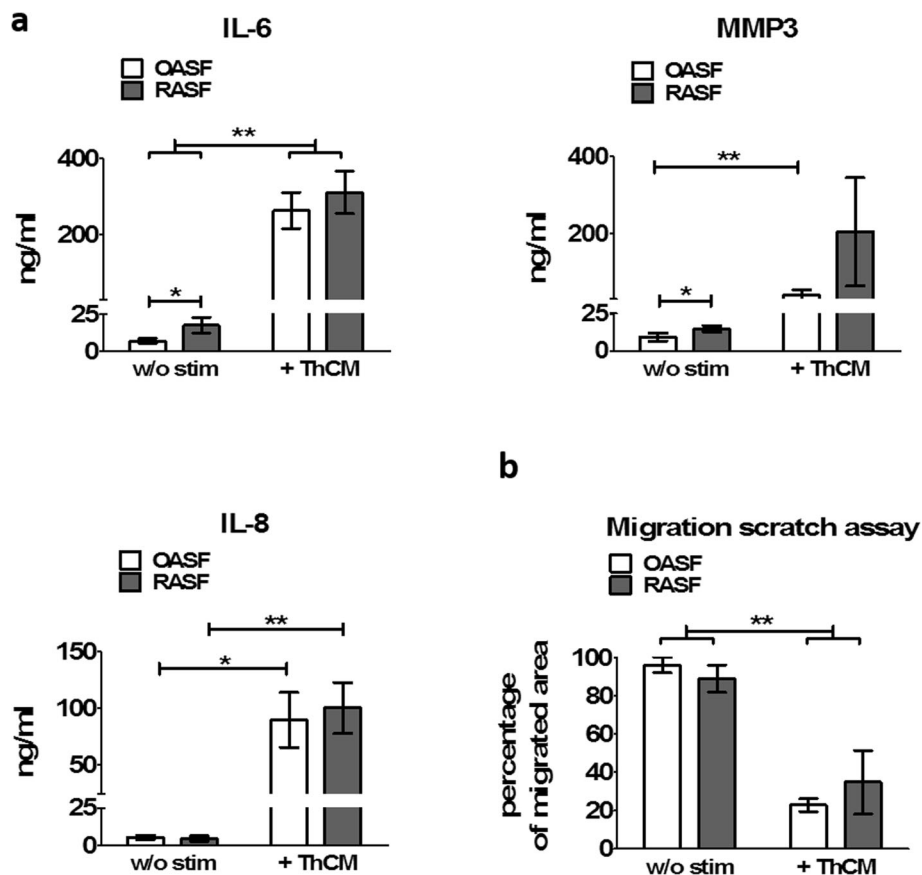 a
IL-6
OASF
RASF
**
400
200
25
0
*
ng/ml
w/o stim
+ ThCM
MMP3
OASF
RASF
**
400
200
25
0
*
ng/ml
w/o stim
+ ThCM
IL-8
OASF
RASF
**
*
150
100
50
25
0
ng/ml
w/o stim
+ ThCM
b
Migration scratch assay
OASF
RASF
**
100
80
60
40
20
0
percentage
of migrated area
w/o stim
+ ThCM